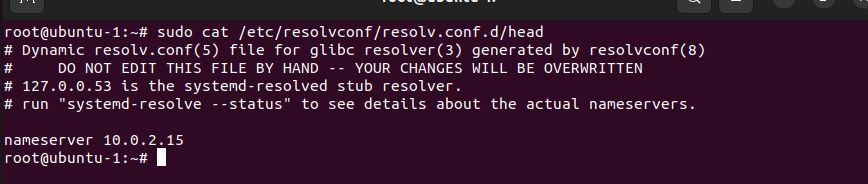 root@ubuntu-1:~# sudo cat /etc/resolvconf/resolv.conf.d/head
# Dynamic resolv.conf(5) file for glibc resolver(3) generated by resolvconf(8)
#     DO NOT EDIT THIS FILE BY HAND -- YOUR CHANGES WILL BE OVERWRITTEN
# 127.0.0.53 is the systemd-resolved stub resolver.
# run "systemd-resolve --status" to see details about the actual nameservers.

nameserver 10.0.2.15
root@ubuntu-1:~#